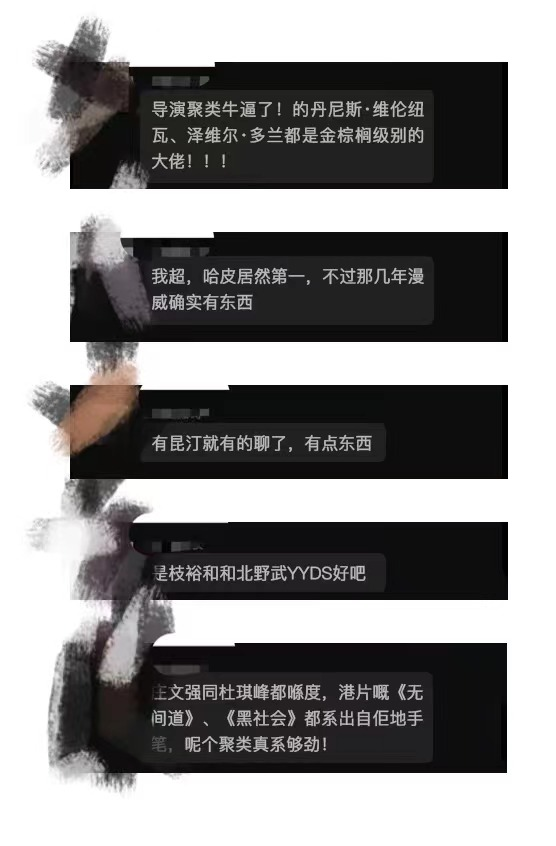 导演聚类牛逼了！的丹尼斯·维伦纽
瓦、泽维尔·多兰都是金棕榈级别的
大佬！！！
我超，哈皮居然第一，不过那几年漫
威确实有东西
有昆汀就有的聊了，有点东西
是枝裕和和北野武YYDS好吧
庄文强同杜琪峰都喺度，港片嘅《无
间道》、《黑社会》都系出自佢地手
笔，呢个聚类真系够劲！